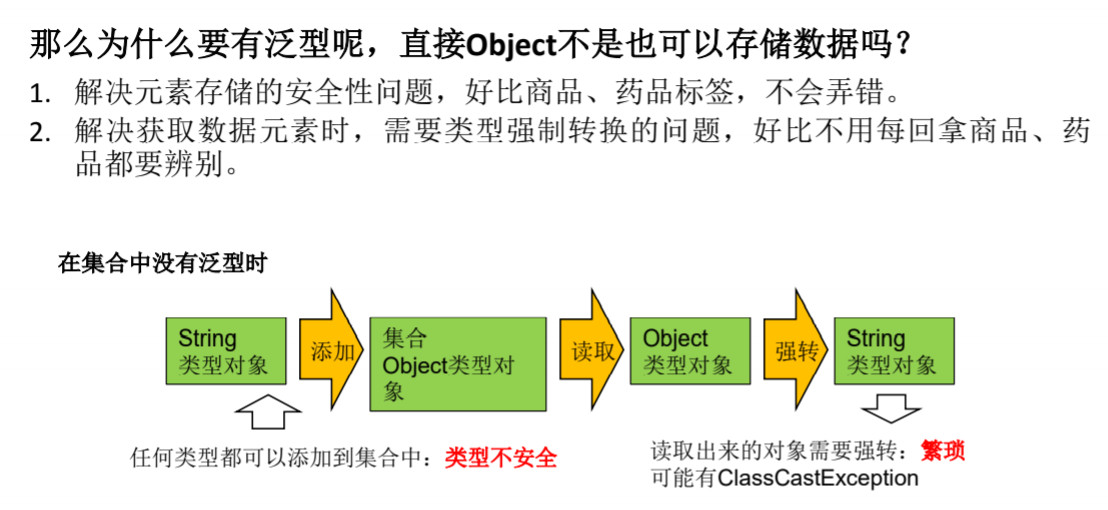 那么为什么要有泛型呢，直接Object不是也可以存储数据吗？
1. 解决元素存储的安全性问题，好比商品、药品标签，不会弄错。
2. 解决获取数据元素时，需要类型强制转换的问题，好比不用每回拿商品、药
品都要辨别。
在集合中没有泛型时
String
类型对象
添加
集合
Object类型对
象
读取
Object
类型对象
强转
String
类型对象
任何类型都可以添加到集合中：类型不安全
读取出来的对象需要强转：繁琐
可能有ClassCastException